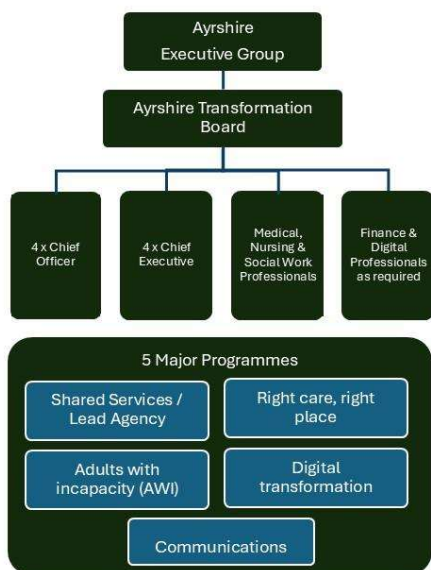 Ayrshire
Executive Group
Ayrshire Transformation
Board
4 x Chief
Officer
4 x Chief
Executive
Medical,
Nursing &
Social Work
Professionals
Finance &
Digital
Professionals
as required
5 Major Programmes
Shared Services /
Lead Agency
Right care, right
place
Adults with
incapacity (AWI)
Digital
transformation
Communications